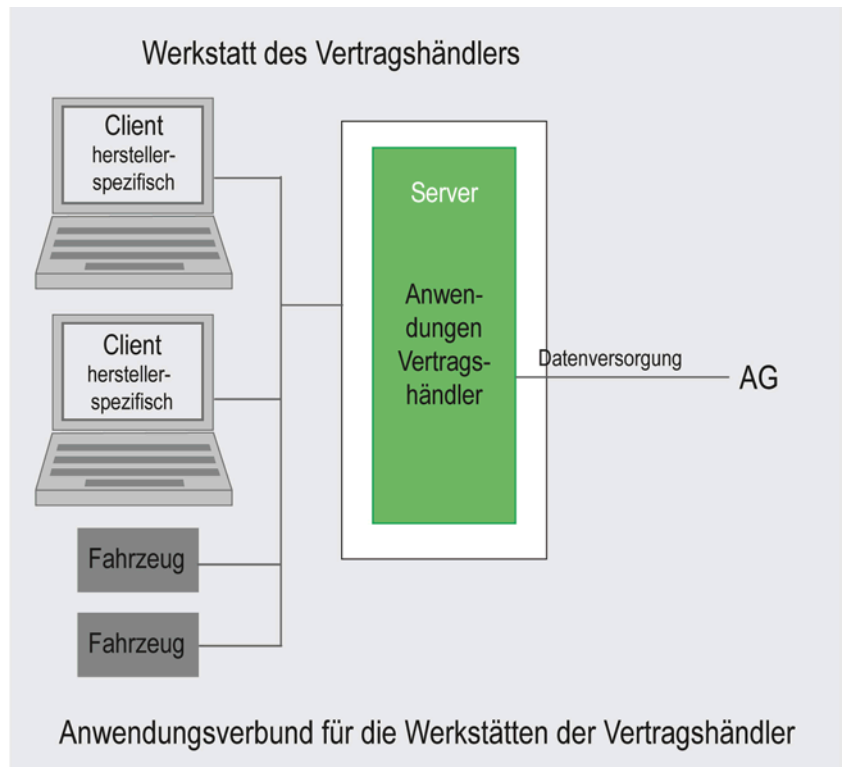 Werkstatt des Vertragshändlers
Client
hersteller-
spezifisch
Client
hersteller-
spezifisch
Fahrzeug
Fahrzeug
Server
Anwen-
dungen
Vertrags-
händler
Datenversorgung
AG
Anwendungsverbund für die Werkstätten der Vertragshändler